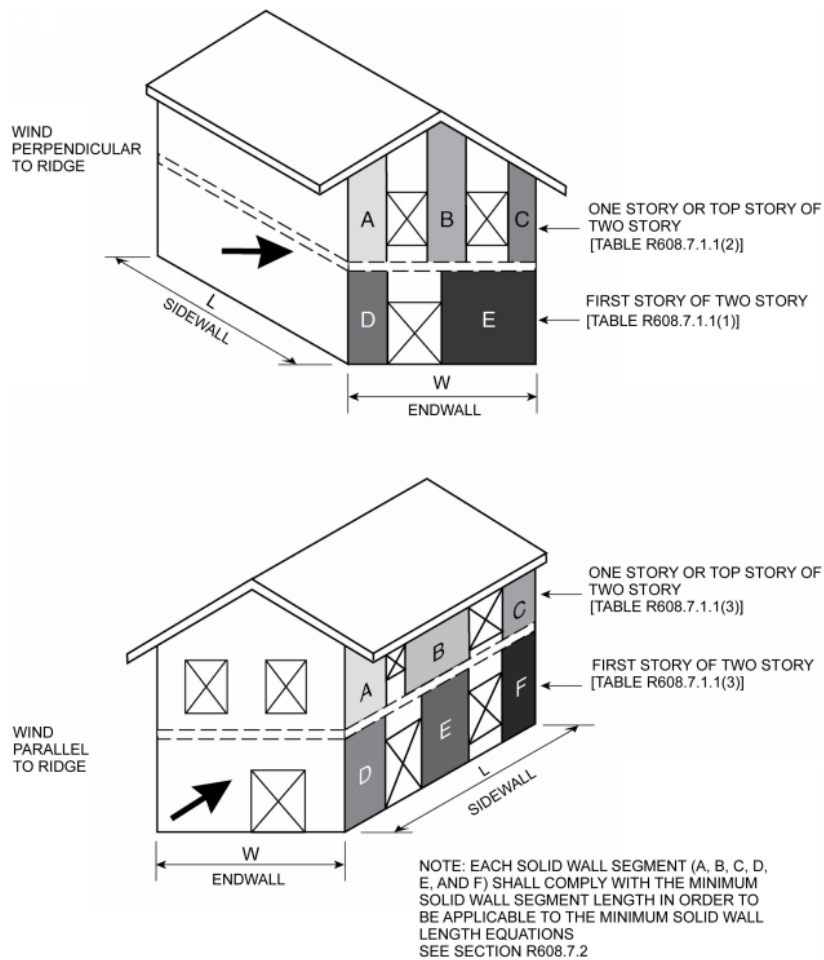 WIND
PERPENDICULAR
TO RIDGE
A
B
C
ONE STORY OR TOP STORY OF
TWO STORY
[TABLE R608.7.1.1(2)]
D
E
FIRST STORY OF TWO STORY
[TABLE R608.7.1.1(1)]
L
SIDEWALL
W
ENDWALL
ONE STORY OR TOP STORY OF
TWO STORY
[TABLE R608.7.1.1(3)]
A
B
C
FIRST STORY OF TWO STORY
[TABLE R608.7.1.1(3)]
D
E
F
WIND
PARALLEL
TO RIDGE
L
SIDEWALL
W
ENDWALL
NOTE: EACH SOLID WALL SEGMENT (A, B, C, D,
E, AND F) SHALL COMPLY WITH THE MINIMUM
SOLID WALL SEGMENT LENGTH IN ORDER TO
BE APPLICABLE TO THE MINIMUM SOLID WALL
LENGTH EQUATIONS
SEE SECTION R608.7.2